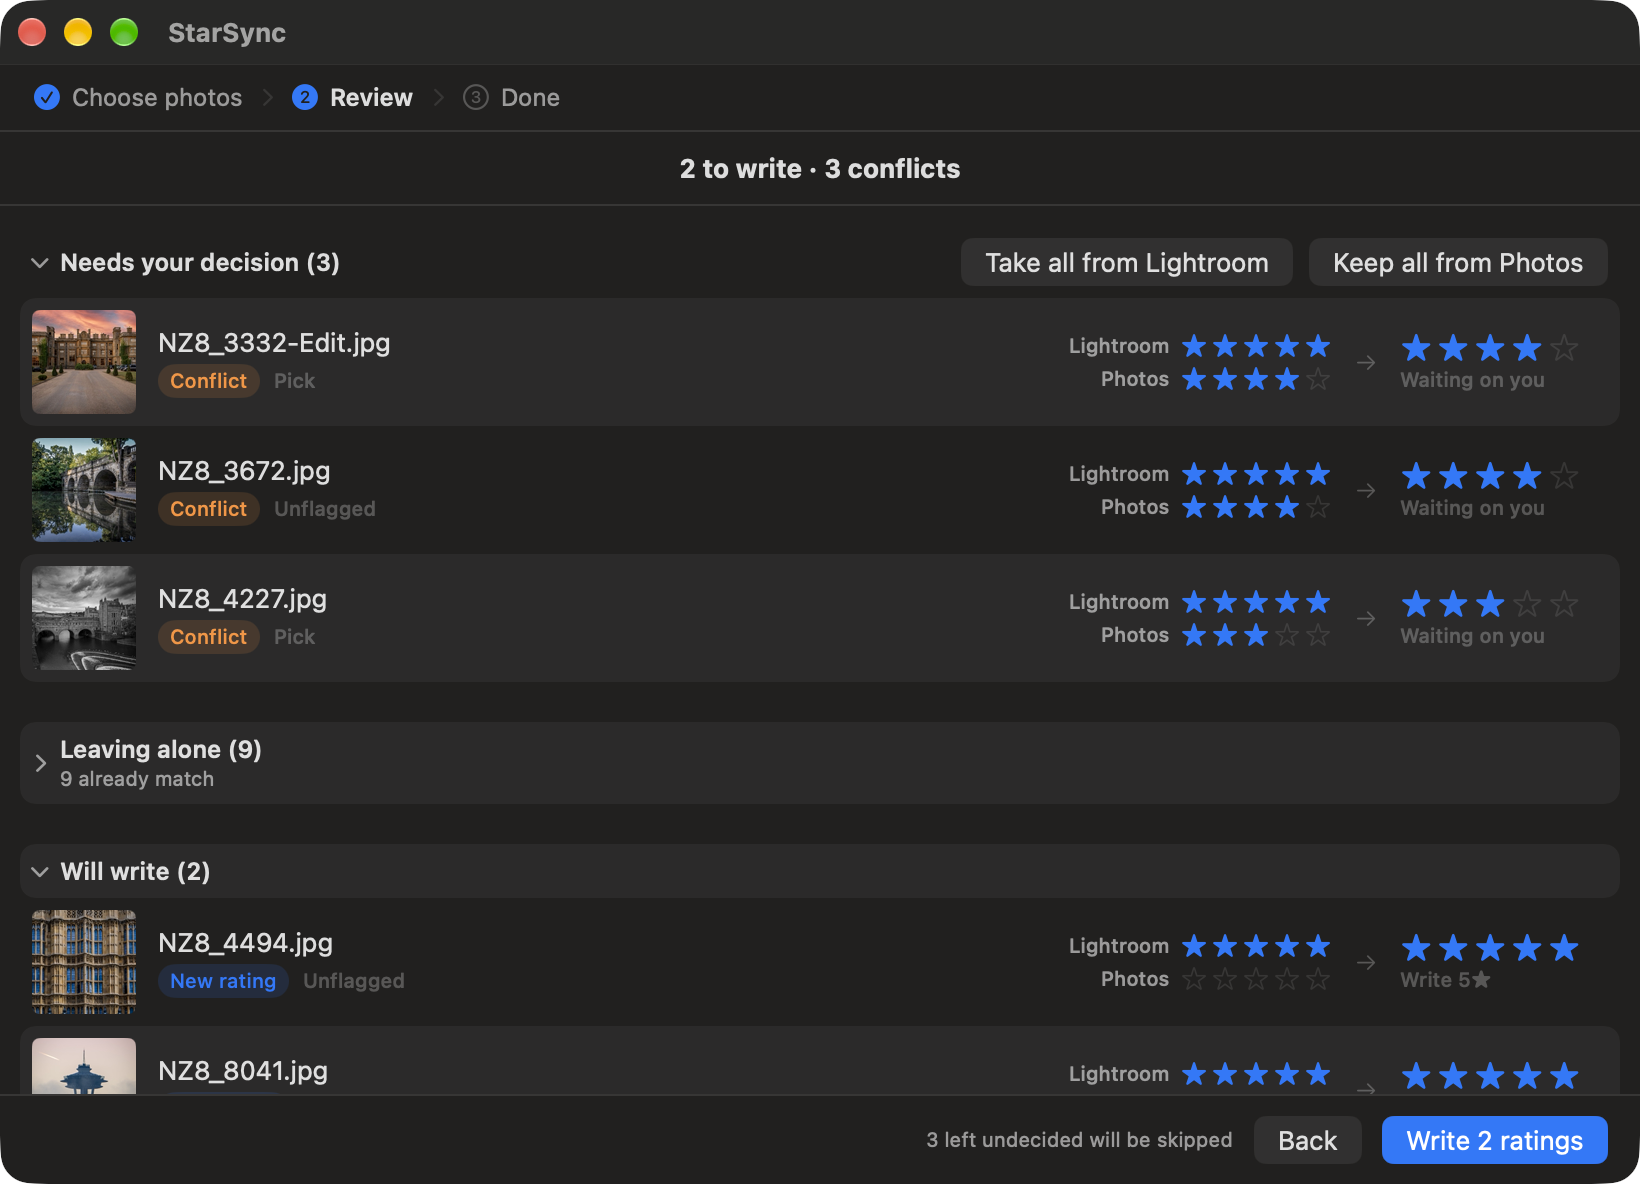 StarSync
Choose photos
2 Review
3 Done
2 to write · 3 conflicts
Needs your decision (3)
Take all from Lightroom
Keep all from Photos
NZ8_3332-Edit.jpg
Conflict Pick
Lightroom
Photos
Waiting on you
NZ8_3672.jpg
Conflict Unflagged
Lightroom
Photos
Waiting on you
NZ8_4227.jpg
Conflict Pick
Lightroom
Photos
Waiting on you
Leaving alone (9)
9 already match
Will write (2)
NZ8_4494.jpg
New rating Unflagged
Lightroom
Photos
Write 5★
NZ8_8041.jpg
Lightroom
3 left undecided will be skipped
Back
Write 2 ratings